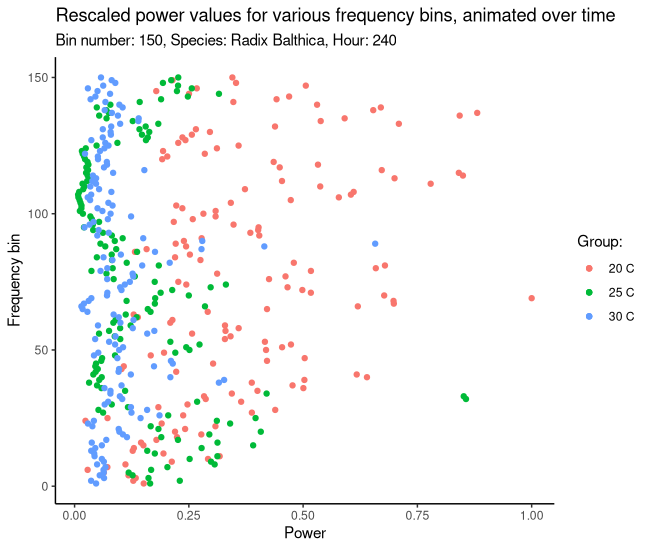 Rescaled power values for various frequency bins, animated over time
Bin number: 150, Species: Radix Balthica, Hour: 240
150
100
50
0
Frequency bin
0.00
0.25
0.50
0.75
1.00
Power
Group:
20 C
25 C
30 C